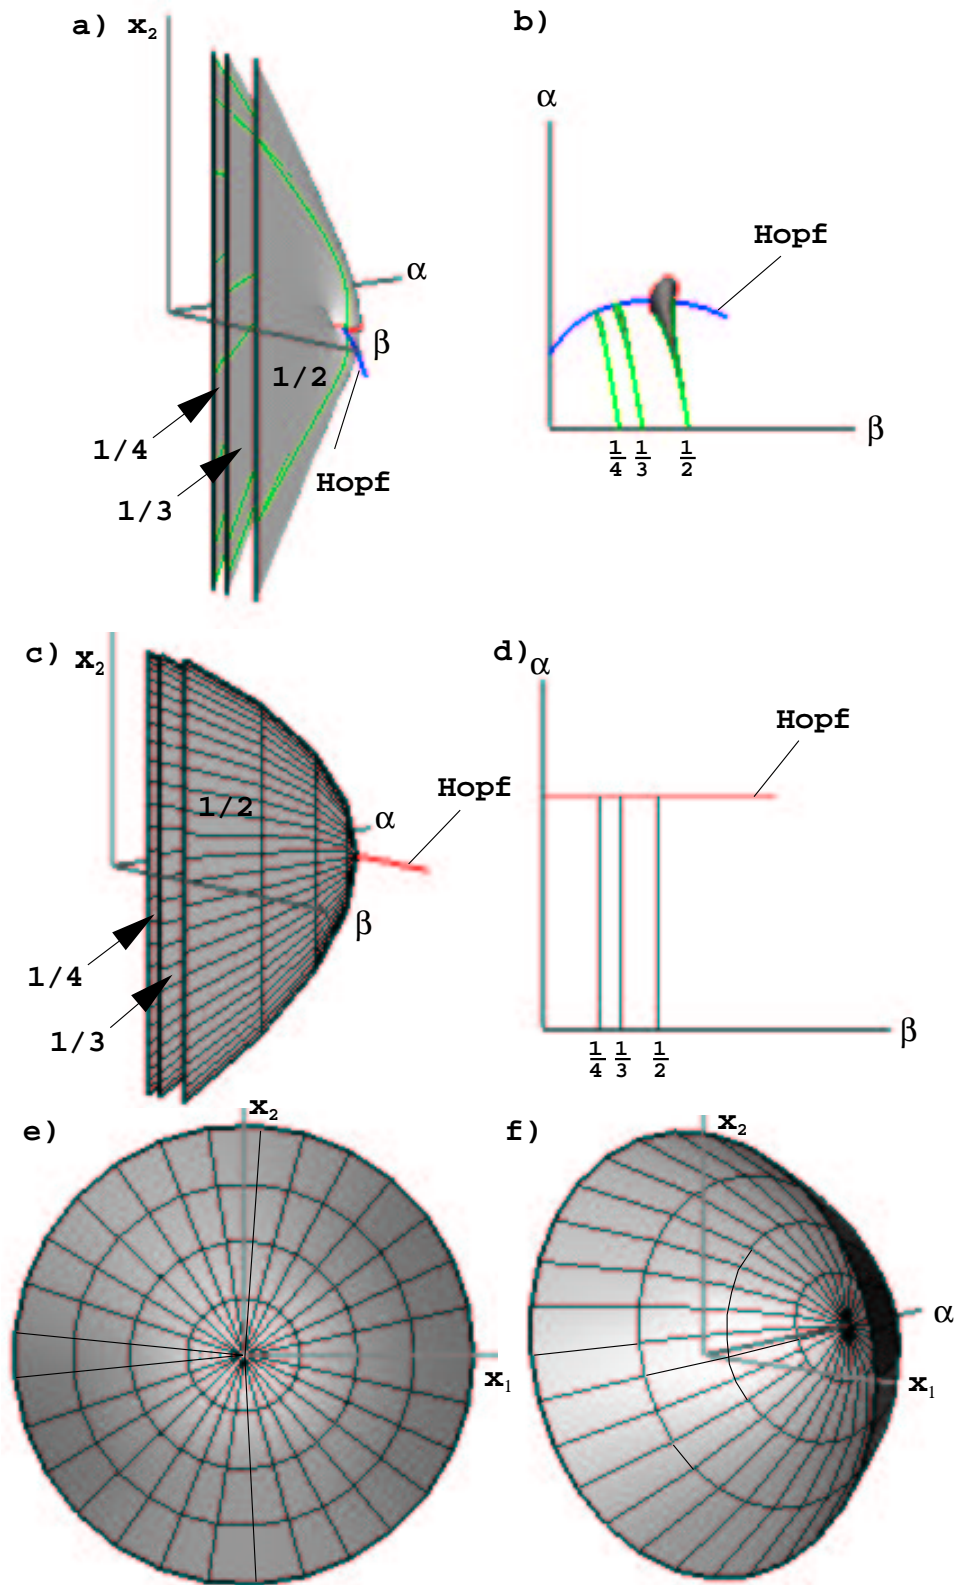 a) x₂
α
β
1/2
1/4
1/3
Hopf
b)
α
Hopf
β
1/4 1/3 1/2
c) x₂
1/2
Hopf
α
β
1/4
1/3
d) α
Hopf
β
1/4 1/3 1/2
e) x₂
x₁
f) x₂
α
x₁